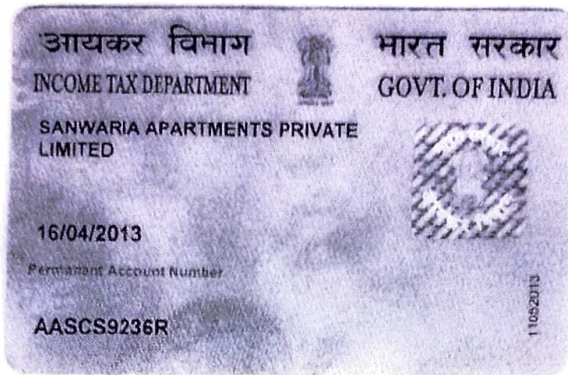 आयकर विभाग
भारत सरकार
INCOME TAX DEPARTMENT
GOVT. OF INDIA
SANWARIA APARTMENTS PRIVATE
LIMITED
16/04/2013
Permanent Account Number
AASCS9236R
11052013